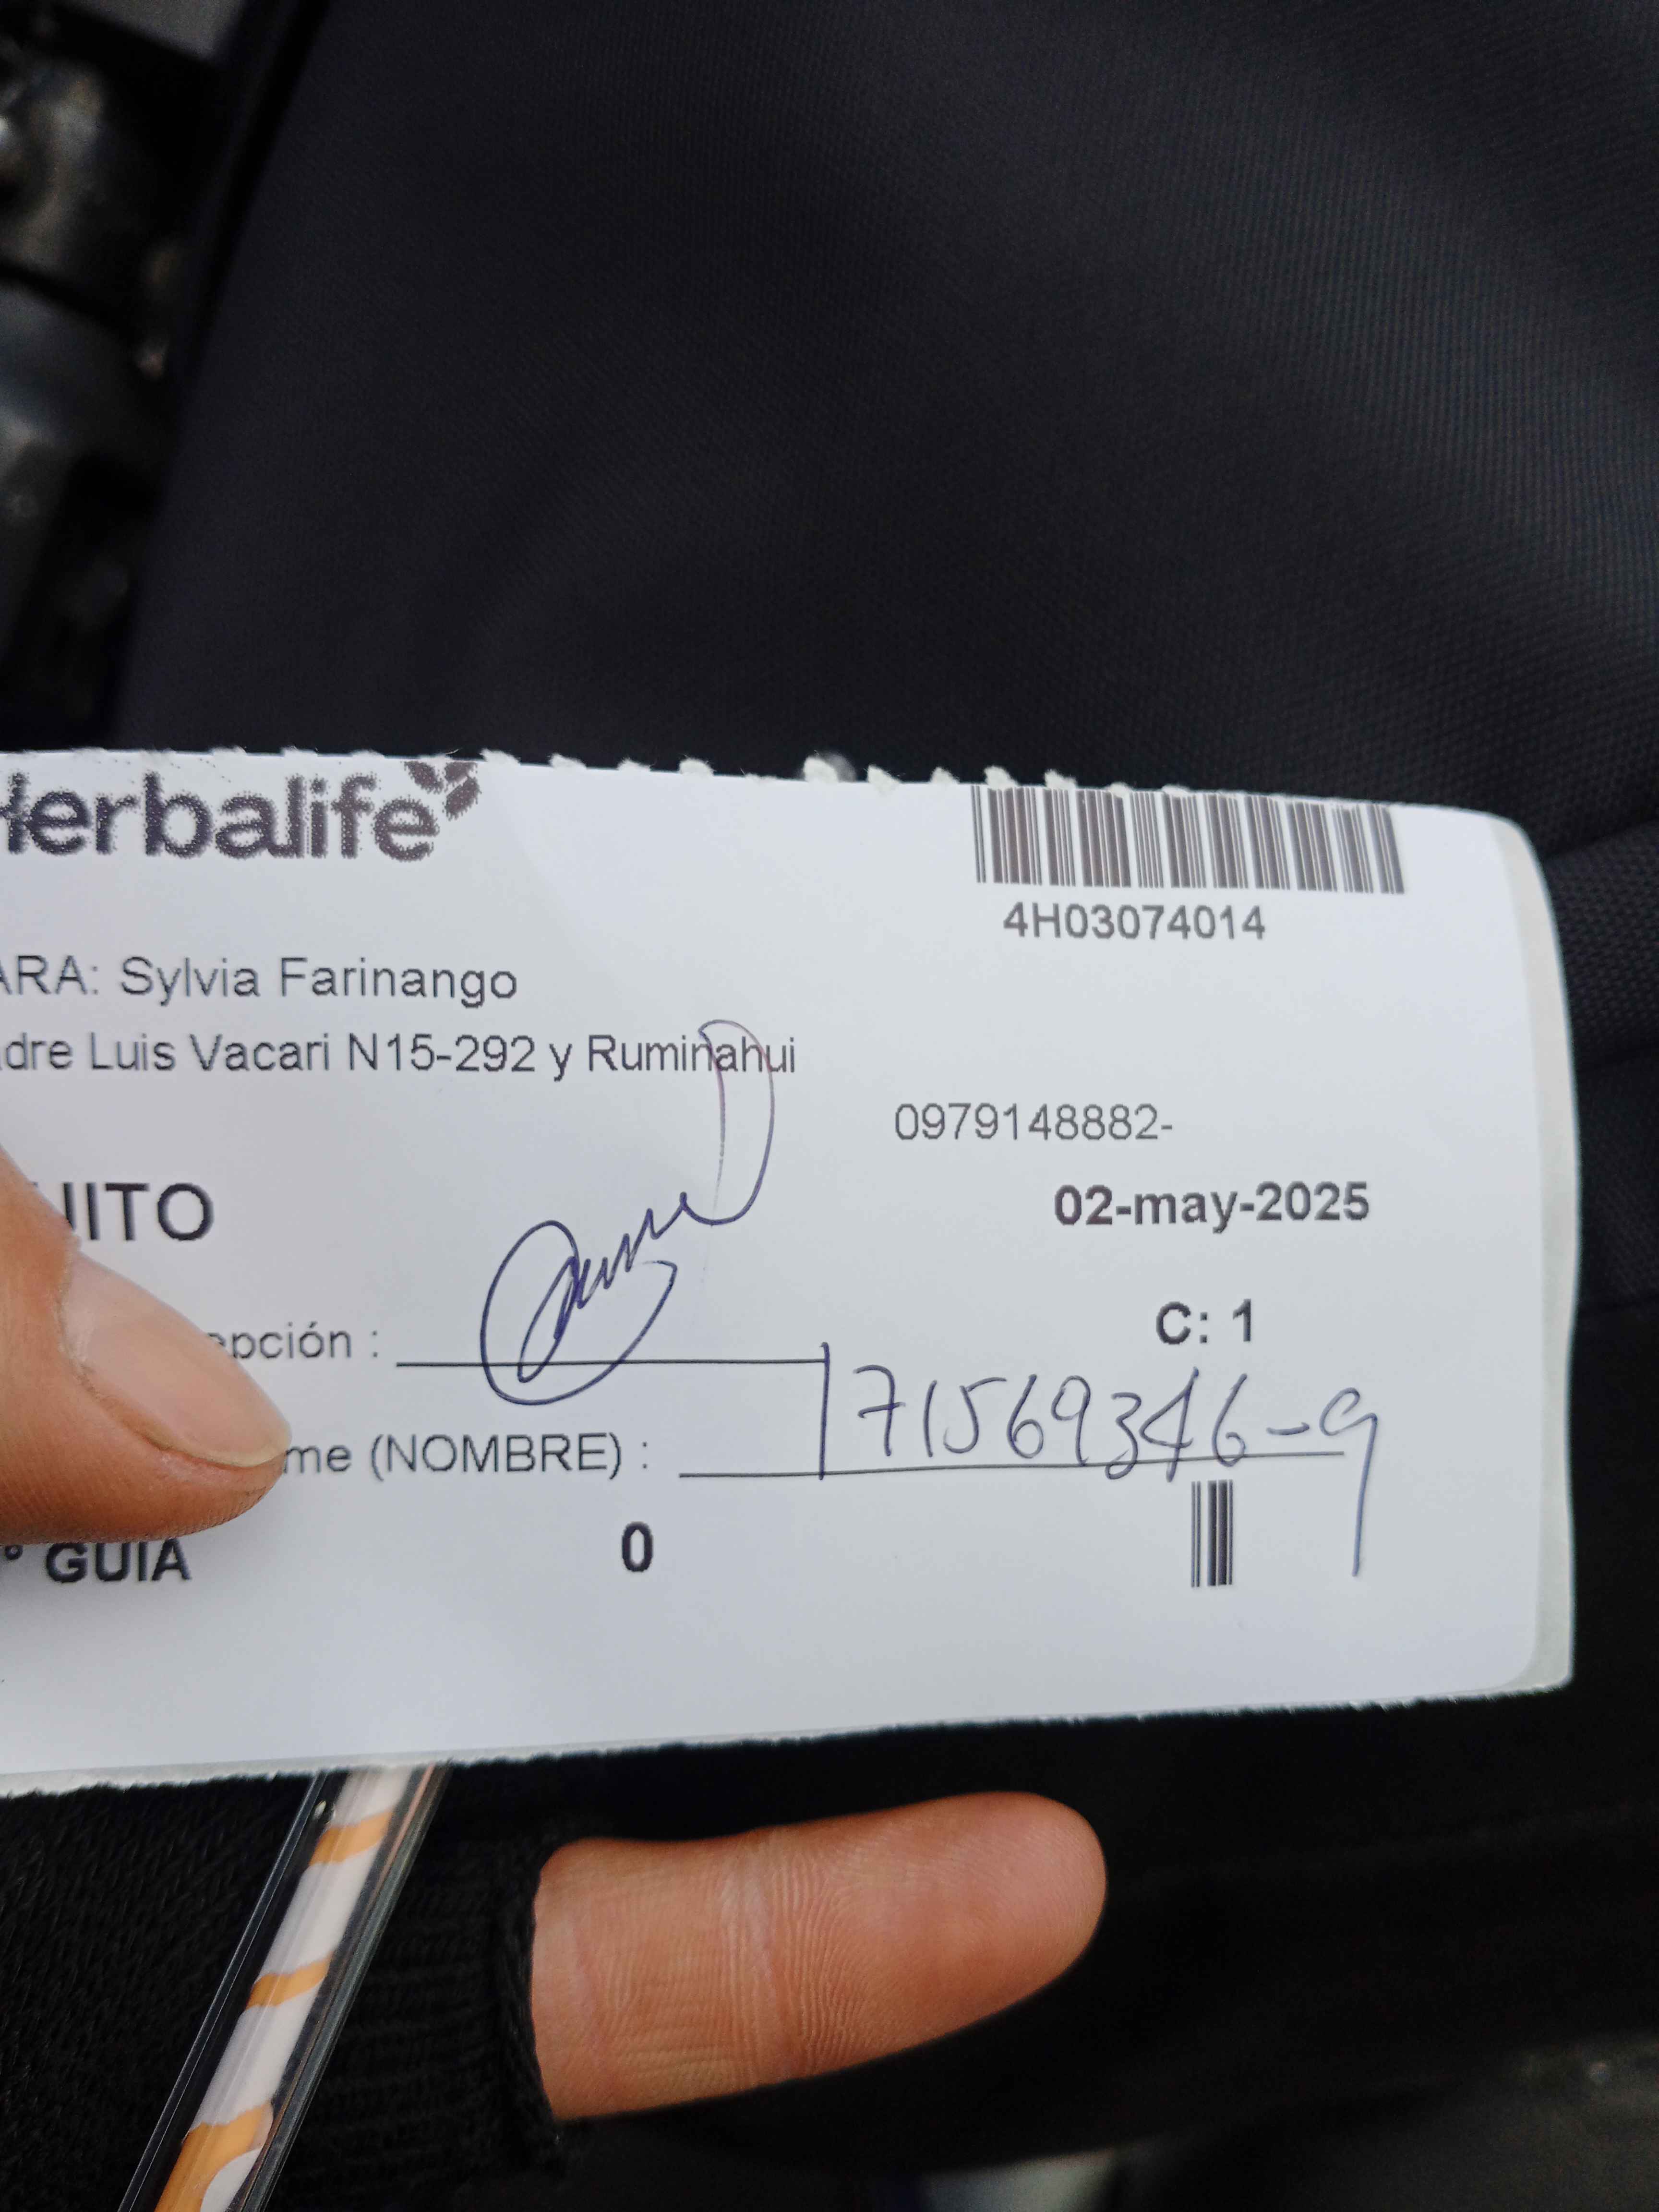 Herbalife
4H03074014
ARA: Sylvia Farinango
dre Luis Vacari N15-292 y Ruminahui
0979148882-
UITO
02-may-2025
C: 1
epción :
171569346-9
me (NOMBRE) :
° GUIA 0